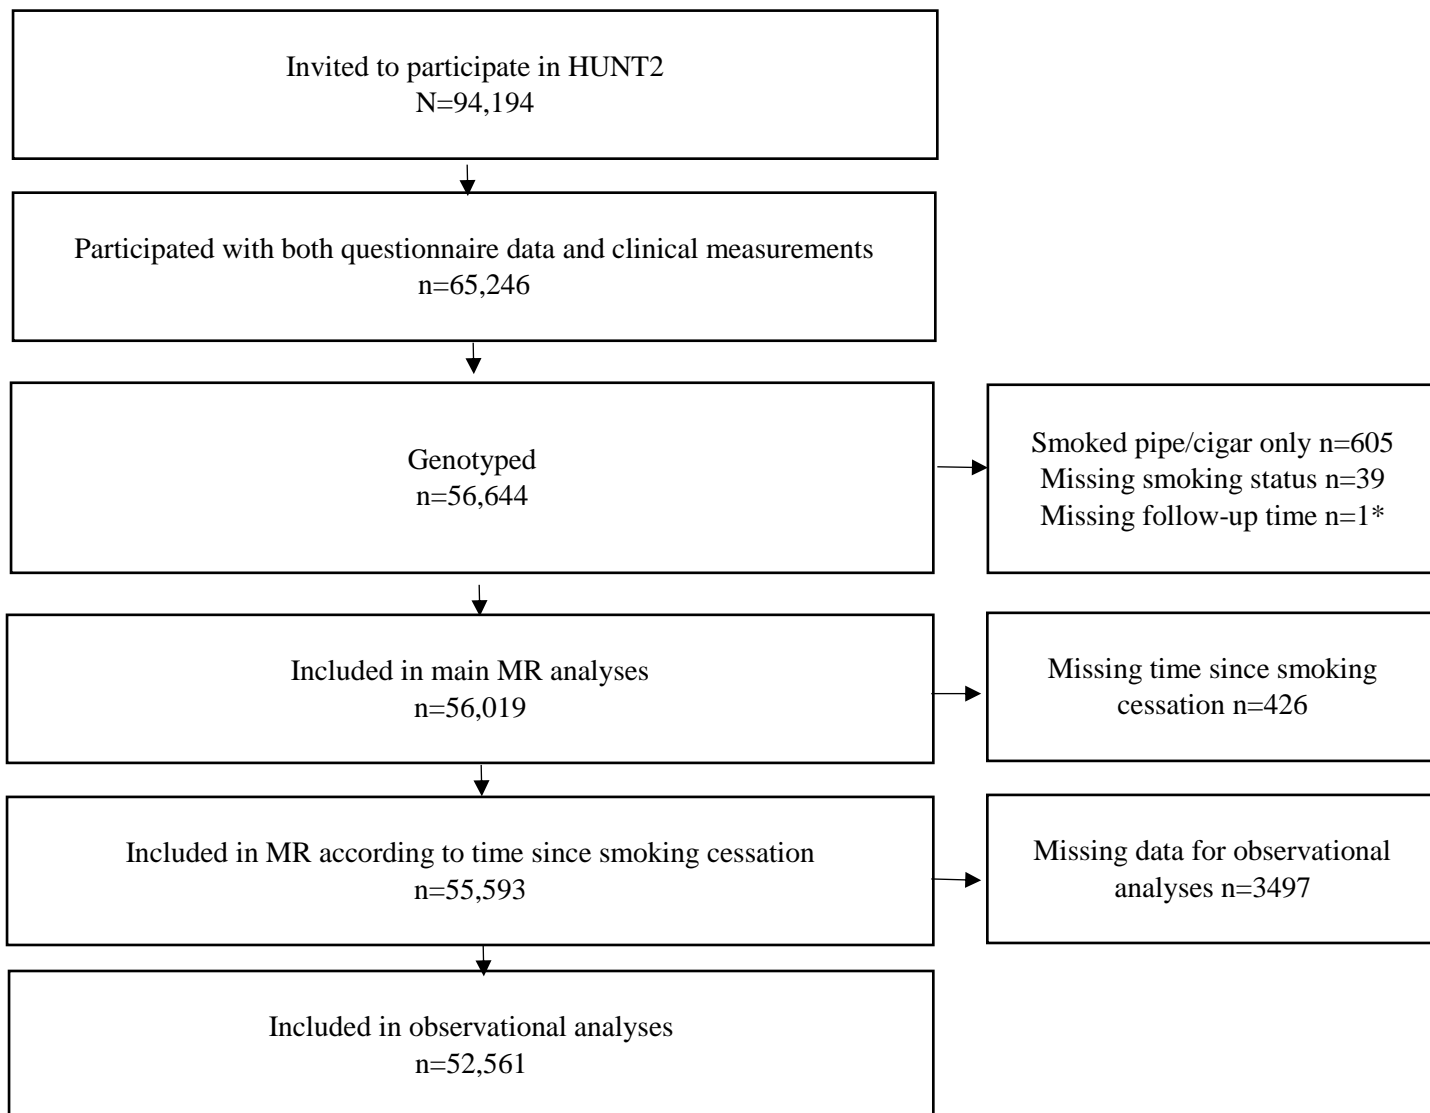 Invited to participate in HUNT2
N=94,194
Participated with both questionnaire data and clinical measurements
n=65,246
Genotyped
n=56,644
Smoked pipe/cigar only n=605
Missing smoking status n=39
Missing follow-up time n=1*
Included in main MR analyses
n=56,019
Missing time since smoking
cessation n=426
Included in MR according to time since smoking cessation
n=55,593
Missing data for observational
analyses n=3497
Included in observational analyses
n=52,561